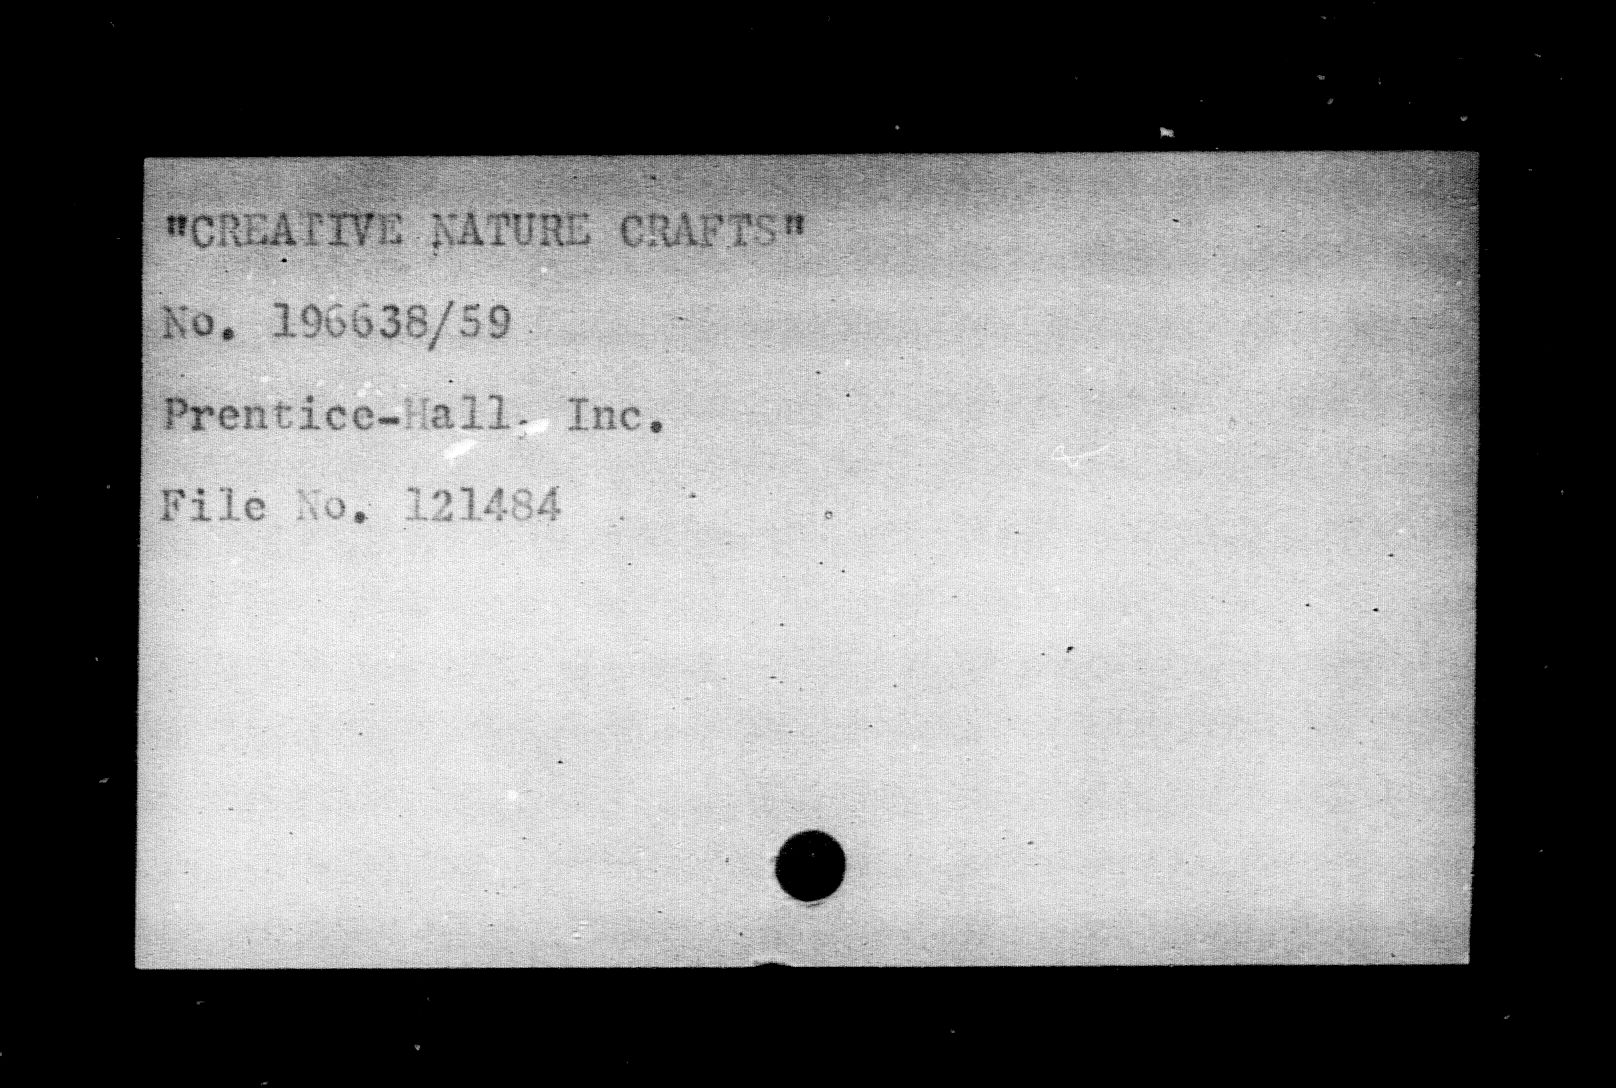 "CREATIVE NATURE CRAFTS"
No. 196638/59
Prentice-Hall, Inc.
File No. 121484